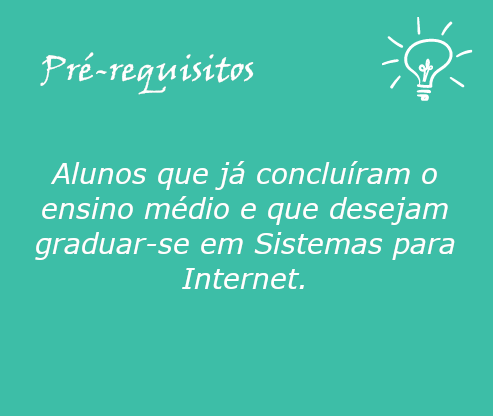 Pré-requisitos
Alunos que já concluíram o
ensino médio e que desejam
graduar-se em Sistemas para
Internet.